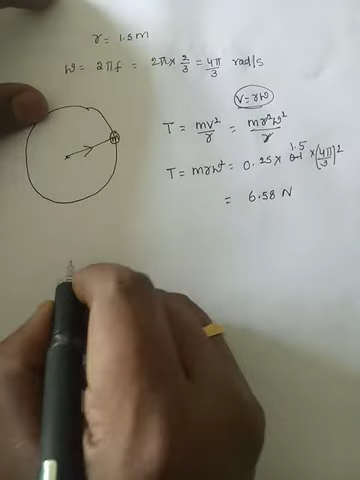 r = 1.5 m
ω = 2πf = 2π × 2/3 = 4π/3 rad/s
v = rω
m
T = mv²/r = mr²ω²/r
T = mrω² = 0.25 × 1.5 × (4π/3)²
= 6.58 N